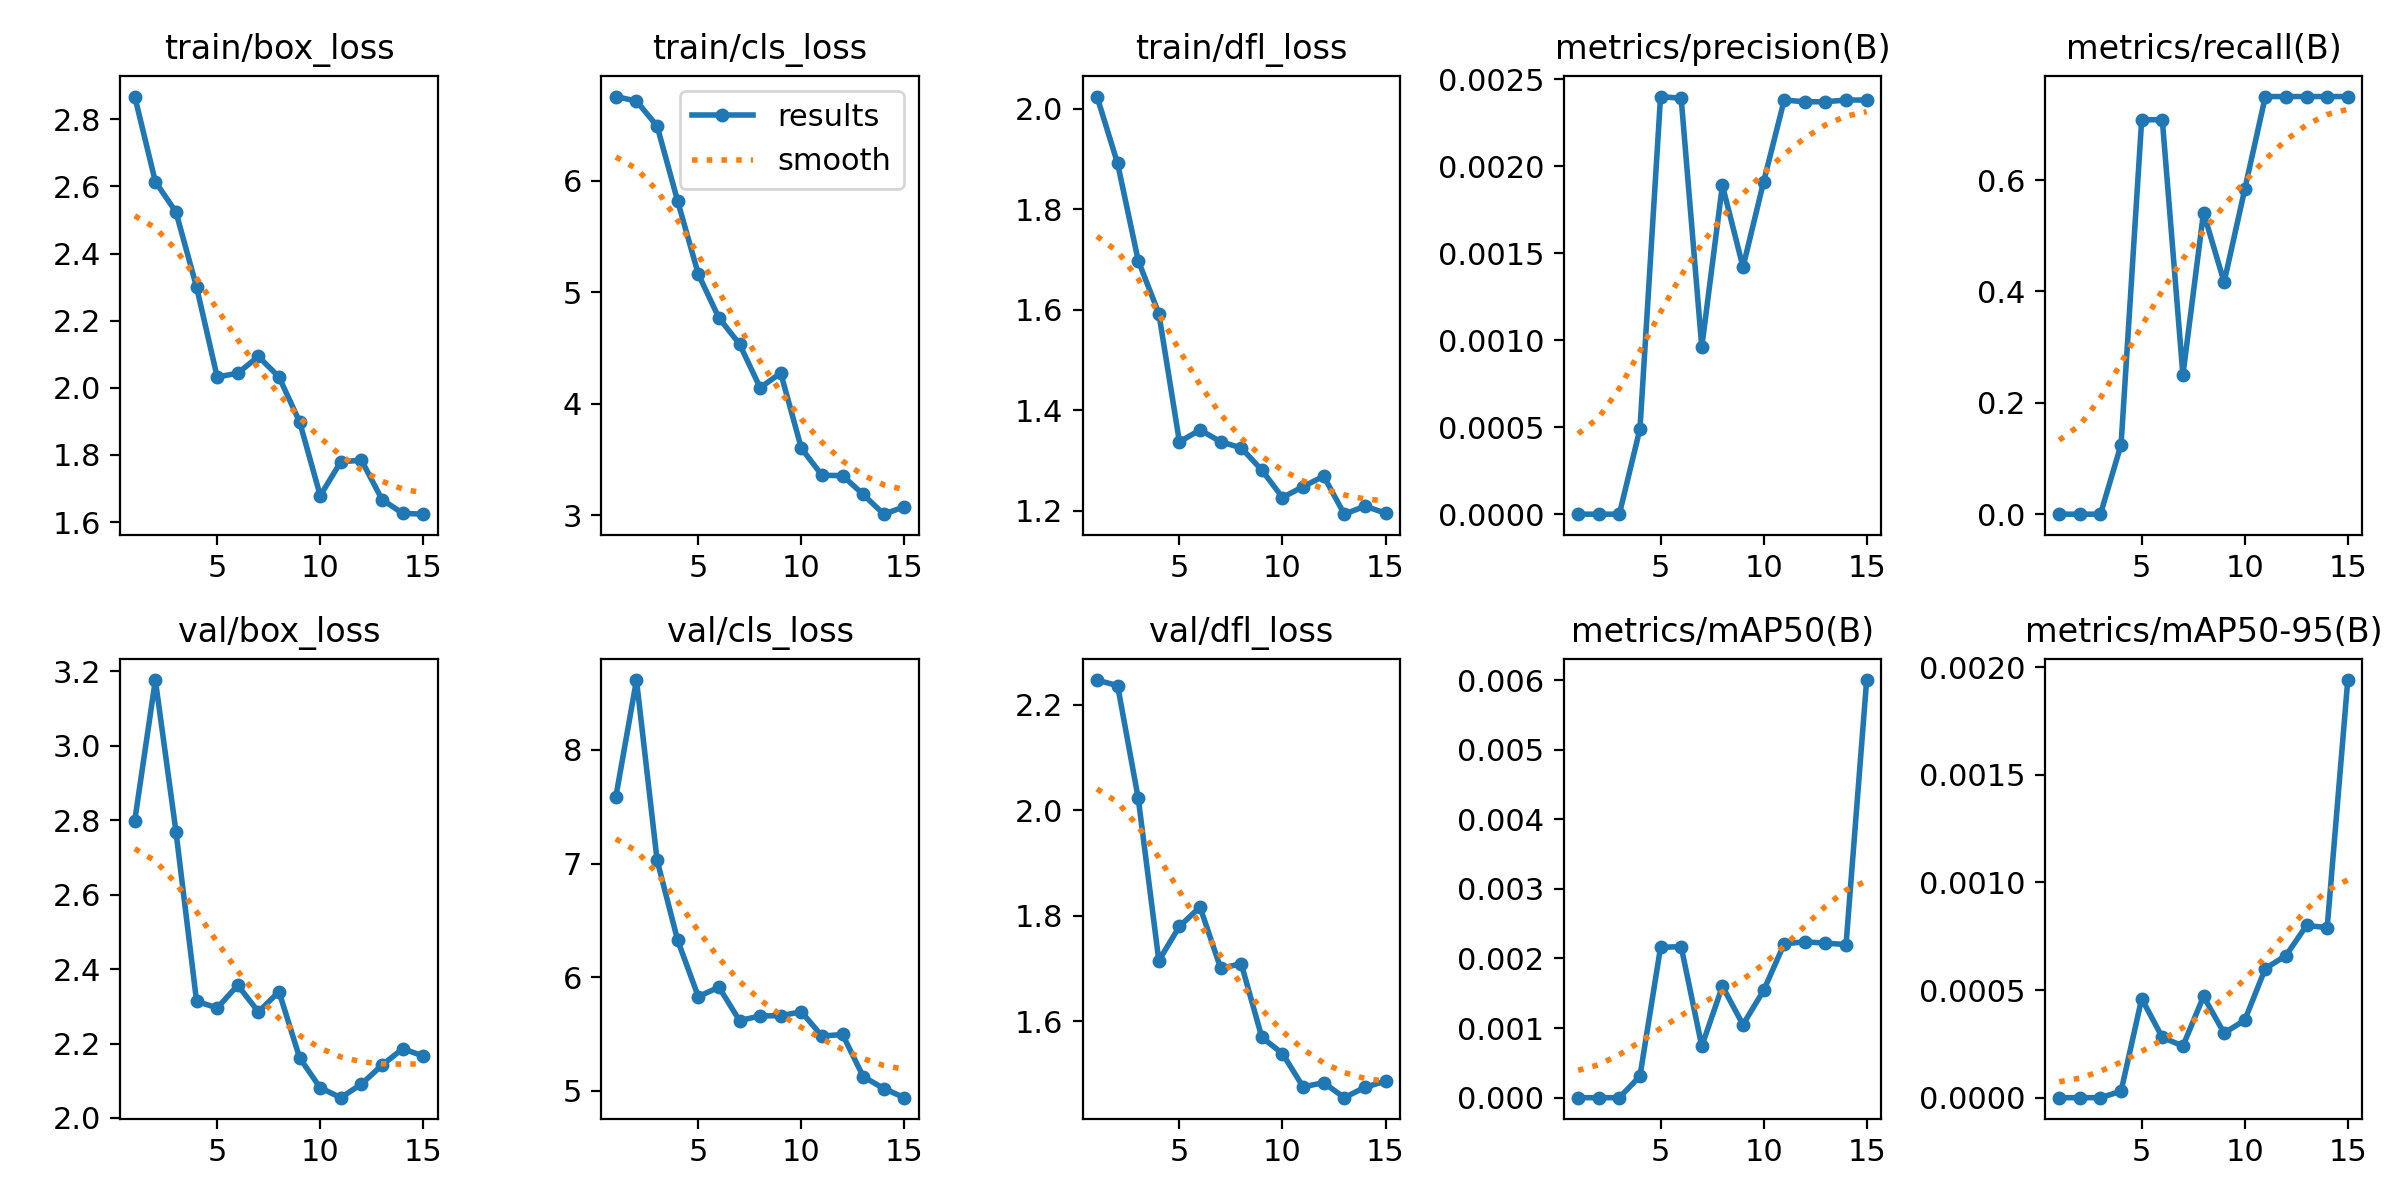 train/box_loss
2.8
2.6
2.4
2.2
2.0
1.8
1.6
5 10 15
train/cls_loss
results
smooth
6
5
4
3
5 10 15
train/dfl_loss
2.0
1.8
1.6
1.4
1.2
5 10 15
metrics/precision(B)
0.0025
0.0020
0.0015
0.0010
0.0005
0.0000
5 10 15
metrics/recall(B)
0.6
0.4
0.2
0.0
5 10 15
val/box_loss
3.2
3.0
2.8
2.6
2.4
2.2
2.0
5 10 15
val/cls_loss
8
7
6
5
5 10 15
val/dfl_loss
2.2
2.0
1.8
1.6
5 10 15
metrics/mAP50(B)
0.006
0.005
0.004
0.003
0.002
0.001
0.000
5 10 15
metrics/mAP50-95(B)
0.0020
0.0015
0.0010
0.0005
0.0000
5 10 15